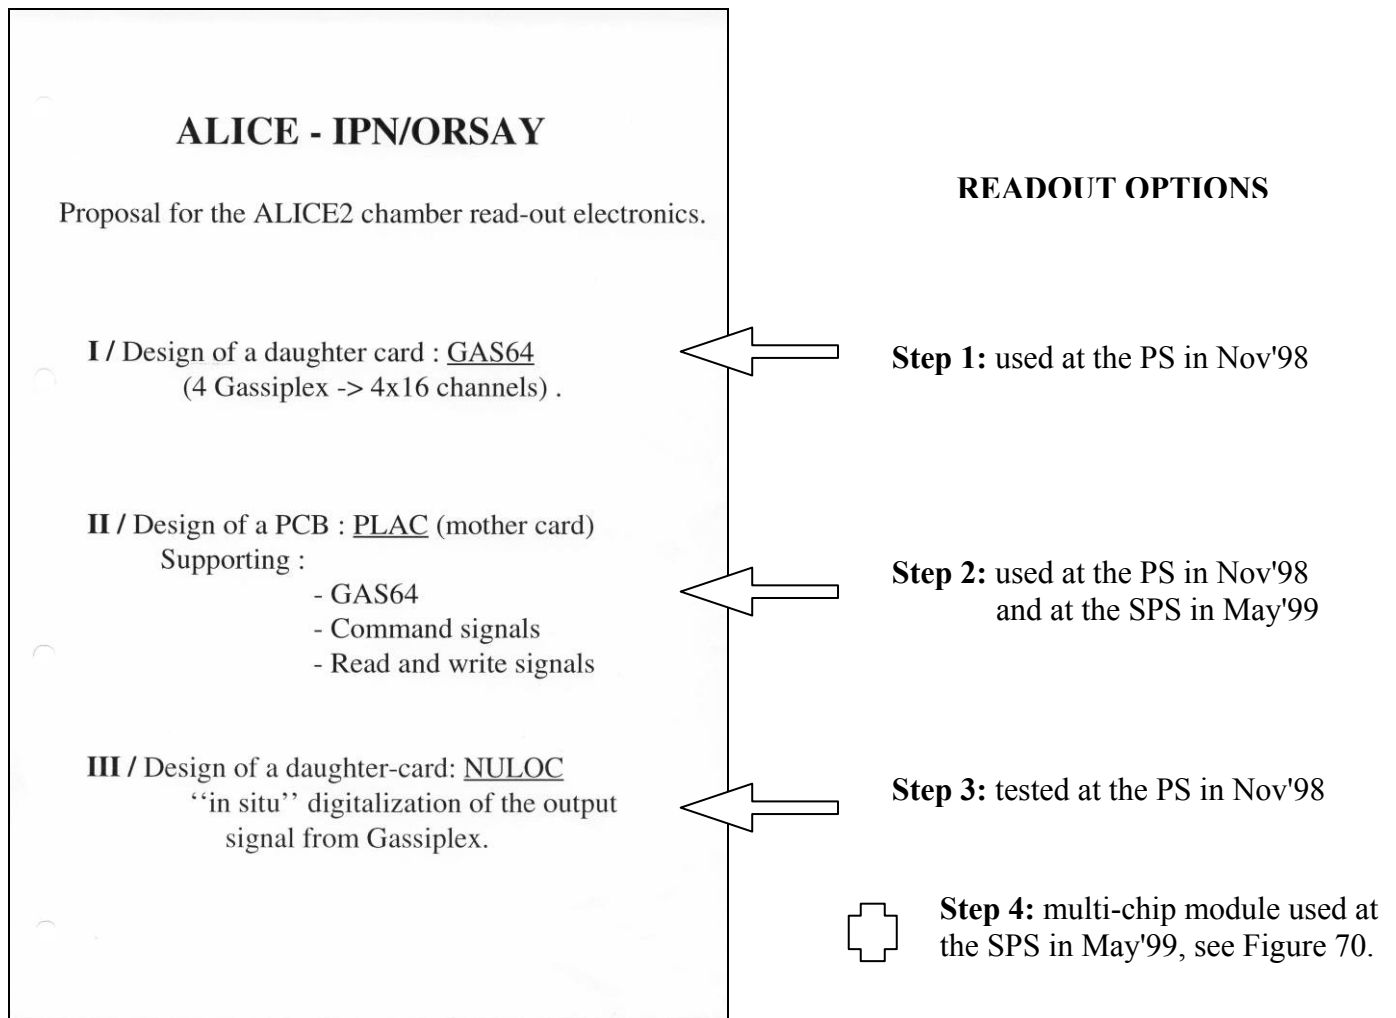 ALICE - IPN/ORSAY
Proposal for the ALICE2 chamber read-out electronics.
I / Design of a daughter card : GAS64
(4 Gassiplex -> 4x16 channels) .
II / Design of a PCB : PLAC (mother card)
Supporting :
- GAS64
- Command signals
- Read and write signals
III / Design of a daughter-card: NULOC
‘‘in situ’’ digitalization of the output
signal from Gassiplex.
READOUT OPTIONS
Step 1: used at the PS in Nov'98
Step 2: used at the PS in Nov'98
and at the SPS in May'99
Step 3: tested at the PS in Nov'98
Step 4: multi-chip module used at
the SPS in May'99, see Figure 70.